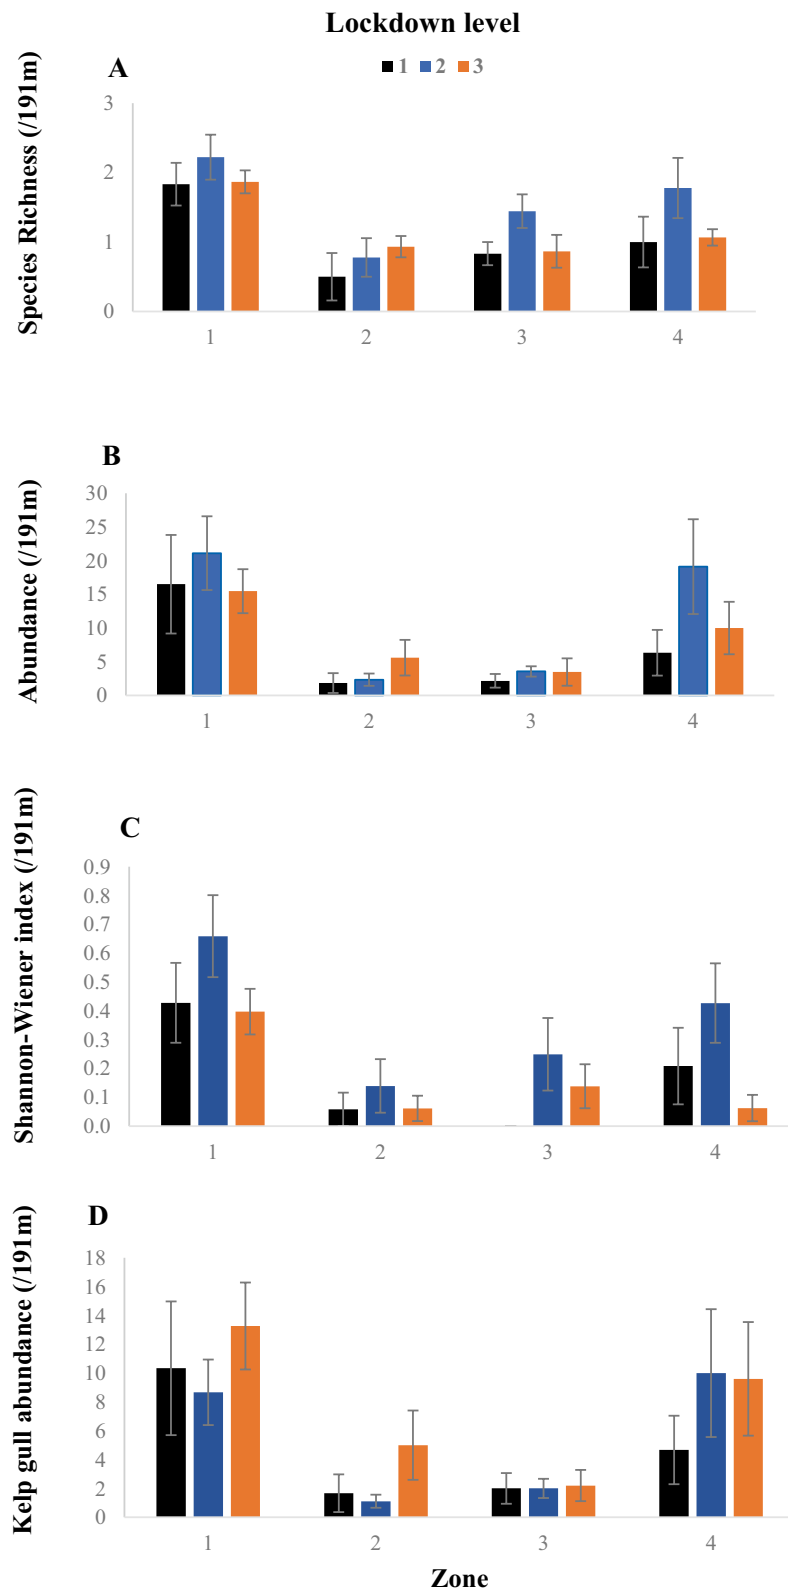 Lockdown level
A
1 2 3
Species Richness (/191m)
3
2
1
0
1 2 3 4
B
Abundance (/191m)
30
25
20
15
10
5
0
1 2 3 4
C
Shannon-Wiener index (/191m)
0.9
0.8
0.7
0.6
0.5
0.4
0.3
0.2
0.1
0.0
1 2 3 4
D
Kelp gull abundance (/191m)
18
16
14
12
10
8
6
4
2
0
1 2 3 4
Zone